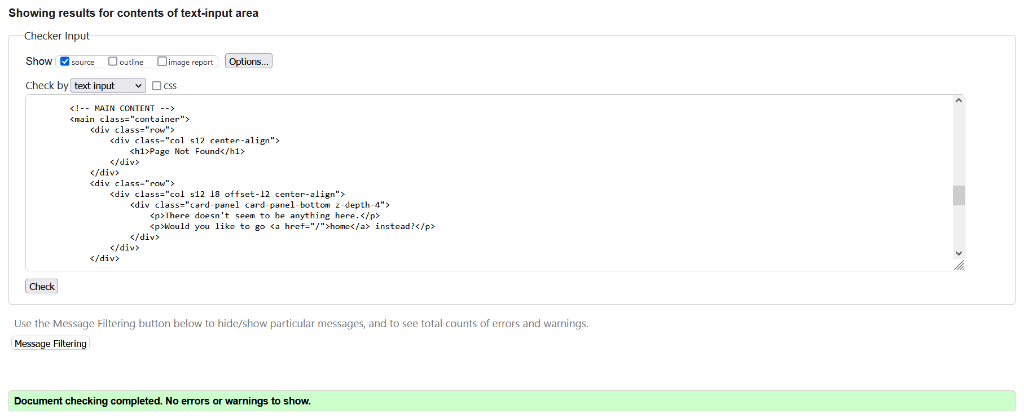 Showing results for contents of text-input area
Checker Input
Show source outline image report Options...
Check by text input css
<!-- MAIN CONTENT -->
<main class="container">
<div class="row">
<div class="col s12 center-align">
<h1>Page Not Found</h1>
</div>
</div>
<div class="row">
<div class="col s12 l8 offset-l2 center-align">
<div class="card-panel card-panel-bottom z-depth-4">
<p>There doesn't seem to be anything here.</p>
<p>Would you like to go <a href="/">home</a> instead?</p>
</div>
</div>
</div>
Check
Use the Message Filtering button below to hide/show particular messages, and to see total counts of errors and warnings.
Message Filtering
Document checking completed. No errors or warnings to show.